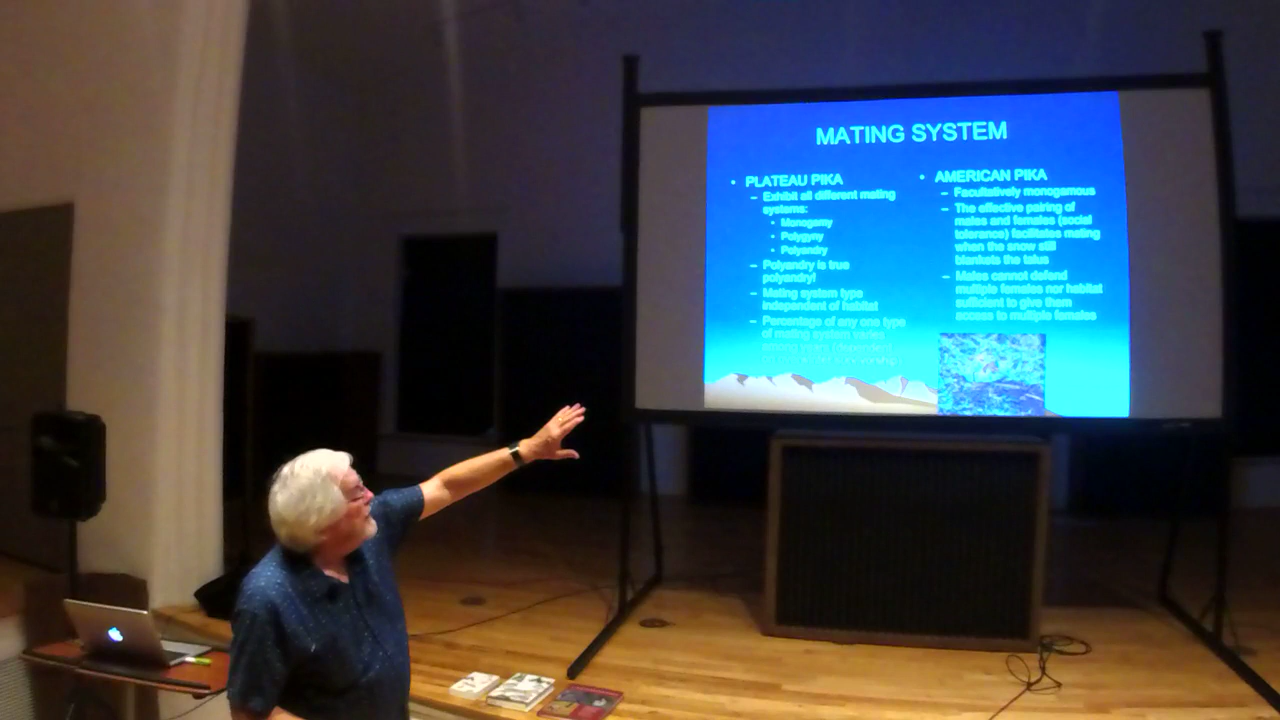 MATING SYSTEM
• PLATEAU PIKA
– Exhibit all different mating
systems:
• Monogamy
• Polygyny
• Polyandry
– Polyandry is true
polyandry!
– Mating system type
independent of habitat
– Percentage of any one type
of mating system varies
among years (dependent
• AMERICAN PIKA
– Facultatively monogamous
– The effective pairing of
males and females (social
tolerance) facilitates mating
when the snow still
blankets the talus
– Males cannot defend
multiple females nor habitat
sufficient to give them
access to multiple females